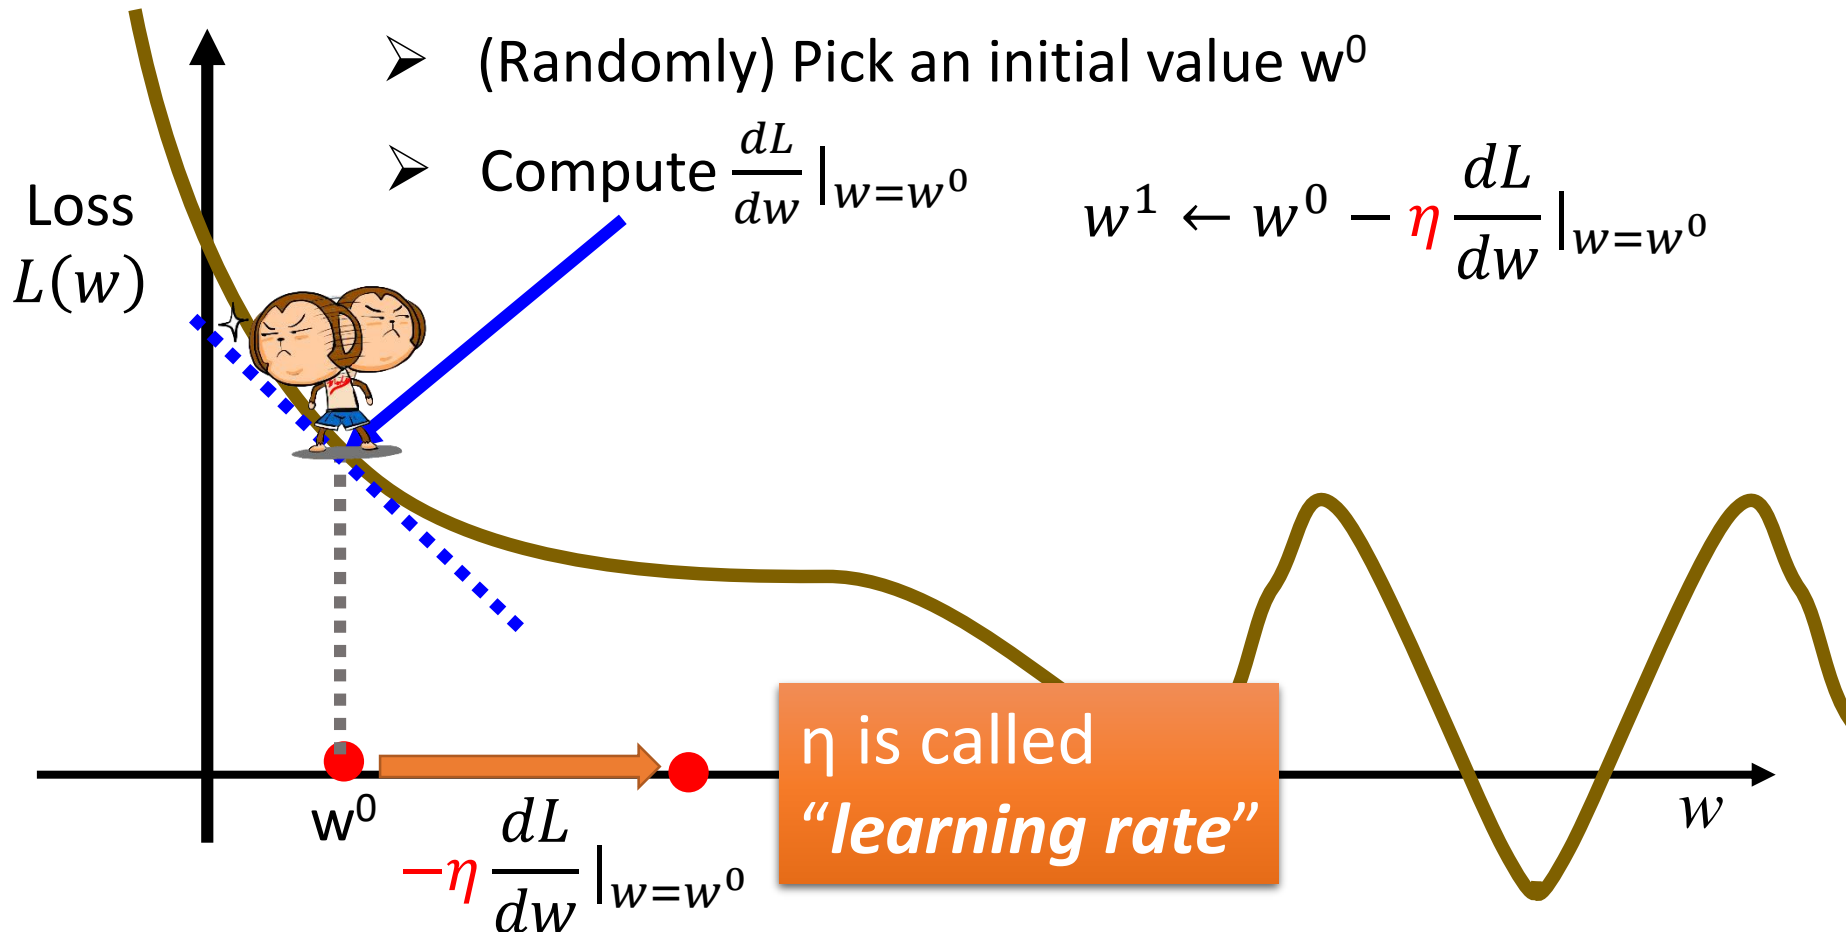 ➢ (Randomly) Pick an initial value w⁰
➢ Compute dL/dw |w=w⁰
w¹ ← w⁰ − η dL/dw |w=w⁰
Loss
L(w)
w⁰
−η dL/dw |w=w⁰
η is called
“learning rate”
w